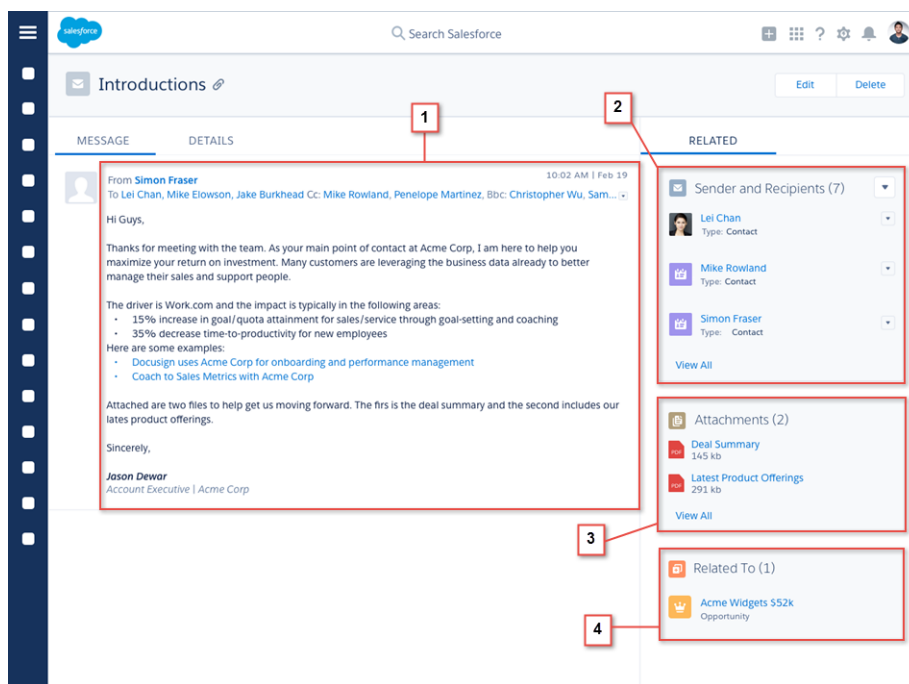 salesforce
Search Salesforce
Introductions
Edit
Delete
1
2
MESSAGE
DETAILS
RELATED
From Simon Fraser
10:02 AM | Feb 19
To Lei Chan, Mike Elowson, Jake Burkhead Cc: Mike Rowland, Penelope Martinez, Bbc: Christopher Wu, Sam...
Hi Guys,
Thanks for meeting with the team. As your main point of contact at Acme Corp, I am here to help you
maximize your return on investment. Many customers are leveraging the business data already to better
manage their sales and support people.
The driver is Work.com and the impact is typically in the following areas:
· 15% increase in goal/quota attainment for sales/service through goal-setting and coaching
· 35% decrease time-to-productivity for new employees
Here are some examples:
· Docusign uses Acme Corp for onboarding and performance management
· Coach to Sales Metrics with Acme Corp
Attached are two files to help get us moving forward. The firs is the deal summary and the second includes our
lates product offerings.
Sincerely,
Jason Dewar
Account Executive | Acme Corp
Sender and Recipients (7)
Lei Chan
Type: Contact
Mike Rowland
Type: Contact
Simon Fraser
Type: Contact
View All
Attachments (2)
PDF
Deal Summary
145 kb
PDF
Latest Product Offerings
291 kb
View All
3
Related To (1)
Acme Widgets $52k
Opportunity
4